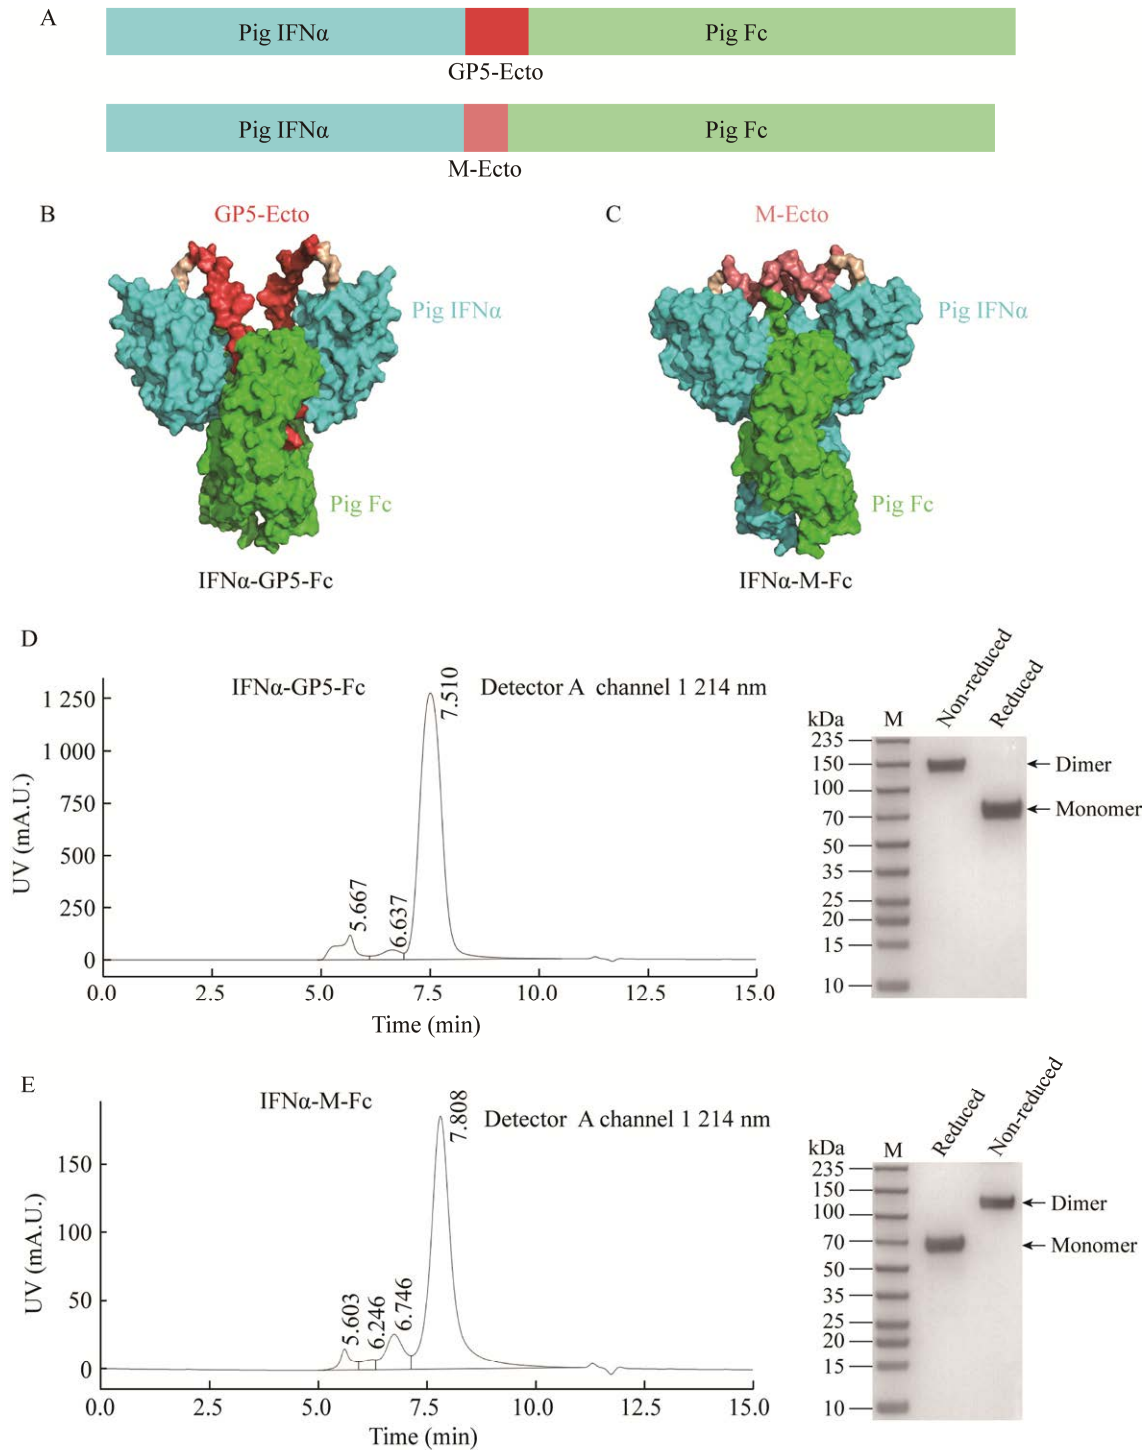 A
Pig IFNα
Pig Fc
GP5-Ecto
Pig IFNα
Pig Fc
M-Ecto
B
GP5-Ecto
Pig IFNα
Pig Fc
IFNα-GP5-Fc
C
M-Ecto
Pig IFNα
Pig Fc
IFNα-M-Fc
D
IFNα-GP5-Fc
Detector A channel 1 214 nm
UV (mA.U.)
1 250
1 000
750
500
250
0
5.667
6.637
7.510
0.0 2.5 5.0 7.5 10.0 12.5 15.0
Time (min)
kDa M Non-reduced Reduced
235
150
100
70
50
35
25
20
15
10
Dimer
Monomer
E
IFNα-M-Fc
Detector A channel 1 214 nm
UV (mA.U.)
150
100
50
0
5.603
6.246
6.746
7.808
0.0 2.5 5.0 7.5 10.0 12.5 15.0
Time (min)
kDa M Reduced Non-reduced
235
150
100
70
50
35
25
20
15
10
Dimer
Monomer